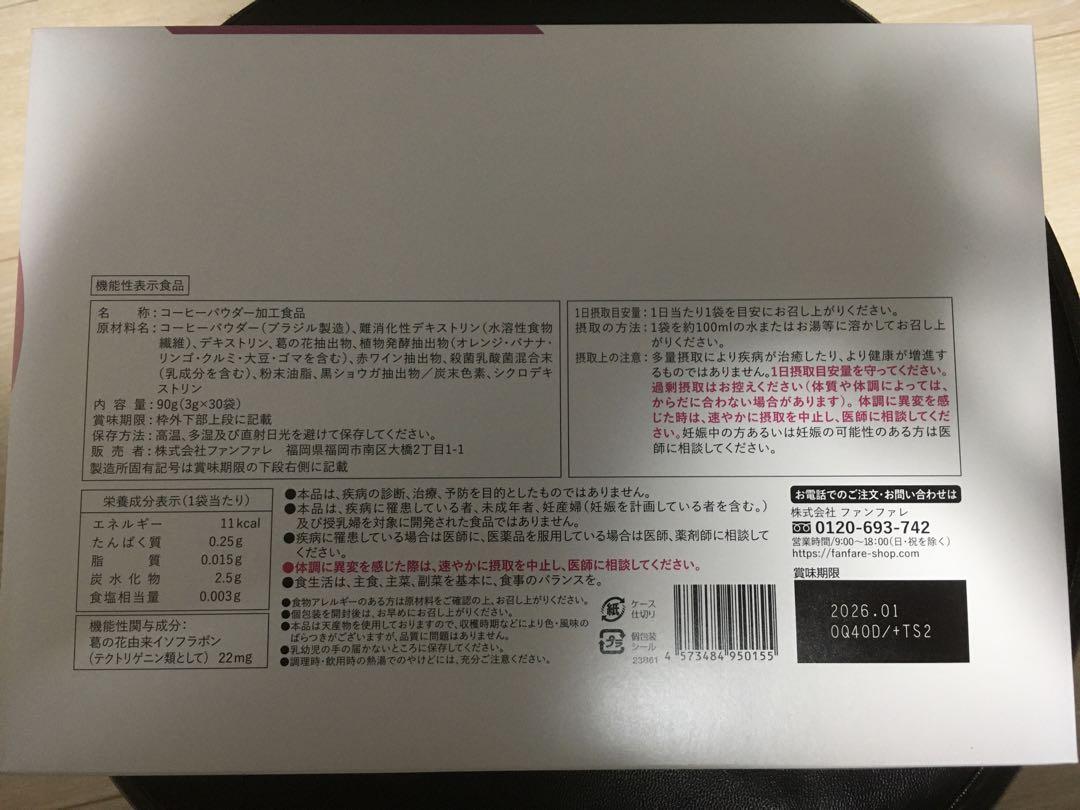 機能性表示食品
名 称:コーヒーパウダー加工食品
原材料名:コーヒーパウダー(ブラジル製造)、難消化性デキストリン(水溶性食物
繊維)、デキストリン、葛の花抽出物、植物発酵抽出物(オレンジ・バナナ・
リンゴ・クルミ・大豆・ゴマを含む)、赤ワイン抽出物、殺菌乳酸菌混合末
(乳成分を含む)、粉末油脂、黒ショウガ抽出物/炭末色素、シクロデキ
ストリン
内 容 量:90g(3g×30袋)
賞味期限:枠外下部上段に記載
保存方法:高温、多湿及び直射日光を避けて保存してください。
販 売 者:株式会社ファンファレ 福岡県福岡市南区大橋2丁目1-1
製造所固有記号は賞味期限の下段右側に記載
1日摂取目安量:1日当たり1袋を目安にお召し上がりください。
摂取の方法:1袋を約100mlの水またはお湯等に溶かしてお召し上
がりください。
摂取上の注意:多量摂取により疾病が治癒したり、より健康が増進す
るものではありません。1日摂取目安量を守ってください。
過剰摂取はお控えください(体質や体調によっては、
からだに合わない場合があります)。体調に異変を感
じた時は、速やかに摂取を中止し、医師に相談してくだ
さい。妊娠中の方あるいは妊娠の可能性のある方は医
師に相談してください。
栄養成分表示(1袋当たり)
エネルギー 11kcal
たんぱく質 0.25g
脂 質 0.015g
炭水化物 2.5g
食塩相当量 0.003g
機能性関与成分:
葛の花由来イソフラボン
(テクトリゲニン類として) 22mg
●本品は、疾病の診断、治療、予防を目的としたものではありません。
●本品は、疾病に罹患している者、未成年者、妊産婦(妊娠を計画している者を含む。)
及び授乳婦を対象に開発された食品ではありません。
●疾病に罹患している場合は医師に、医薬品を服用している場合は医師、薬剤師に相談して
ください。
●体調に異変を感じた際は、速やかに摂取を中止し、医師に相談してください。
●食生活は、主食、主菜、副菜を基本に、食事のバランスを。
●食物アレルギーのある方は原材料をご確認の上、お召し上がりください。
●個包装を開封後は、お早めにお召し上がりください。
●本品は天産物を使用しておりますので、収穫時期などにより色・風味の
ばらつきがございますが、品質に問題はありません。
●乳幼児の手の届かないところに保存してください。
●調理時・飲用時の熱湯でのやけどには、充分ご注意ください。
紙
ケース
仕切り
プラ
個包装
シール
23861
4 573484 950155
お電話でのご注文・お問い合わせは
株式会社 ファンファレ
0120-693-742
営業時間/9:00~18:00(日・祝を除く)
https://fanfare-shop.com
賞味期限
2026.01
0Q40D/+TS2